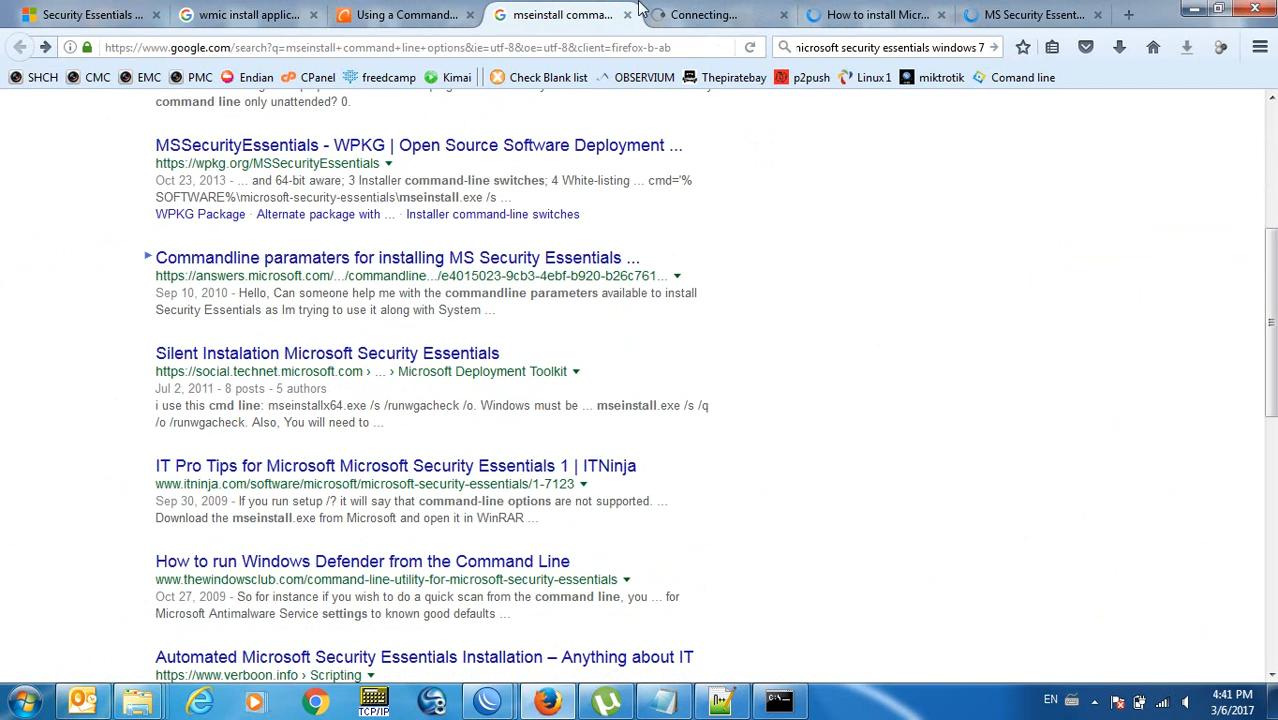 Security Essentials ...
wmic install applic...
Using a Command...
mseinstall comma...
Connecting...
How to install Micr...
MS Security Essent...
https://www.google.com/search?q=mseinstall+command+line+options&ie=utf-8&oe=utf-8&client=firefox-b-ab
microsoft security essentials windows 7
SHCH
CMC
EMC
PMC
Endian
CPanel
freedcamp
Kimai
Check Blank list
OBSERVIUM
Thepiratebay
p2push
Linux1
mikrotik
Comand line
command line only unattended? 0.
MSSecurityEssentials - WPKG | Open Source Software Deployment ...
https://wpkg.org/MSSecurityEssentials
Oct 23, 2013 - ... and 64-bit aware; 3 Installer command-line switches; 4 White-listing ... cmd='%
SOFTWARE%\microsoft-security-essentials\mseinstall.exe /s ...
WPKG Package · Alternate package with ... · Installer command-line switches
Commandline paramaters for installing MS Security Essentials ...
https://answers.microsoft.com/.../commandline.../e4015023-9cb3-4ebf-b920-b26c761...
Sep 10, 2010 - Hello, Can someone help me with the commandline parameters available to install
Security Essentials as Im trying to use it along with System ...
Silent Instalation Microsoft Security Essentials
https://social.technet.microsoft.com › ... › Microsoft Deployment Toolkit
Jul 2, 2011 - 8 posts - 5 authors
i use this cmd line: mseinstallx64.exe /s /runwgacheck /o. Windows must be ... mseinstall.exe /s /q
/o /runwgacheck. Also, You will need to ...
IT Pro Tips for Microsoft Microsoft Security Essentials 1 | ITNinja
www.itninja.com/software/microsoft/microsoft-security-essentials/1-7123
Sep 30, 2009 - If you run setup /? it will say that command-line options are not supported. ...
Download the mseinstall.exe from Microsoft and open it in WinRAR ...
How to run Windows Defender from the Command Line
www.thewindowsclub.com/command-line-utility-for-microsoft-security-essentials
Oct 27, 2009 - So for instance if you wish to do a quick scan from the command line, you ... for
Microsoft Antimalware Service settings to known good defaults ...
Automated Microsoft Security Essentials Installation – Anything about IT
https://www.verboon.info › Scripting
TCP/IP
EN
4:41 PM
3/6/2017